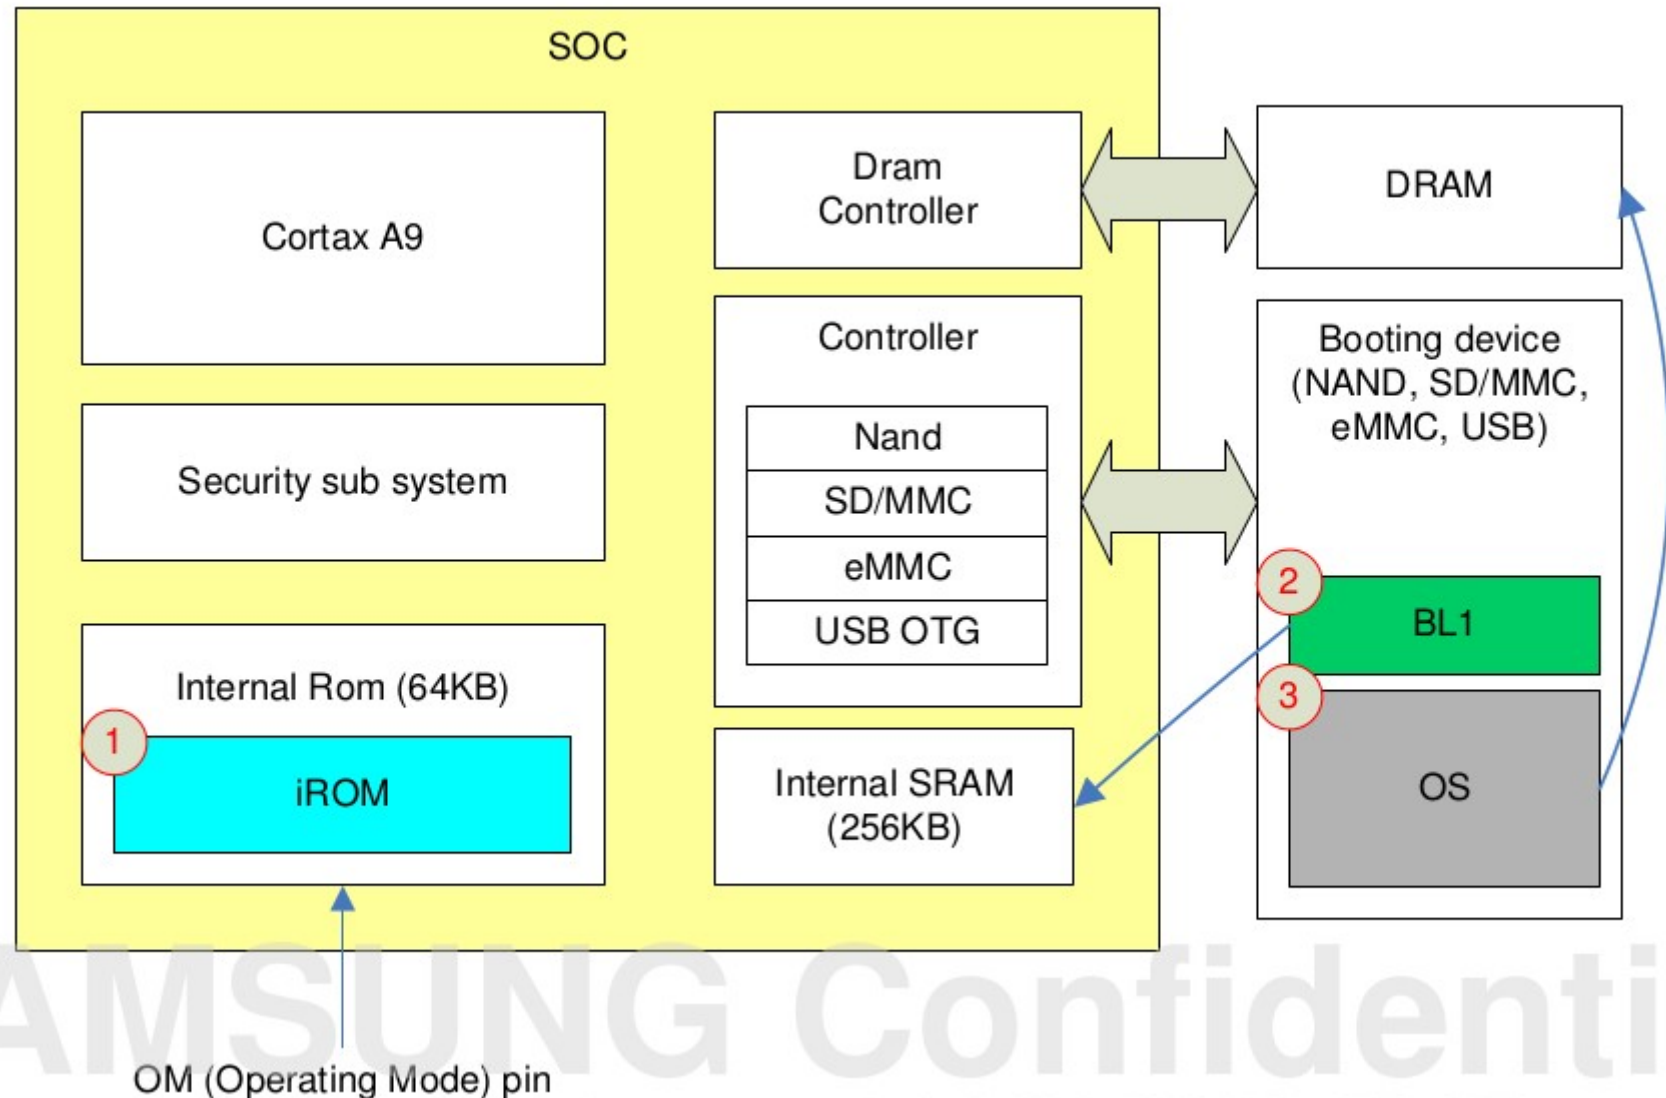 SOC
Cortax A9
Security sub system
Internal Rom (64KB)
1
iROM
Dram
Controller
Controller
Nand
SD/MMC
eMMC
USB OTG
Internal SRAM
(256KB)
DRAM
Booting device
(NAND, SD/MMC,
eMMC, USB)
2
BL1
3
OS
AMSUNG Confidenti
OM (Operating Mode) pin